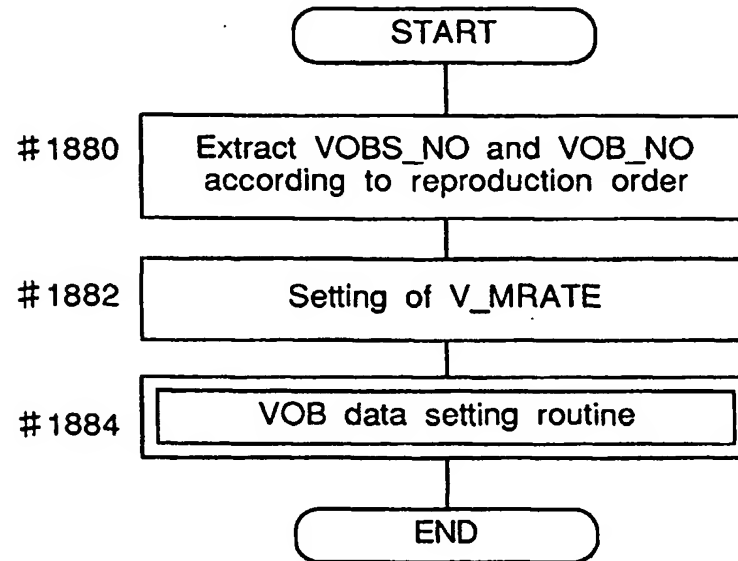 START
#1880
Extract VOBS_NO and VOB_NO
according to reproduction order
#1882
Setting of V_MRATE
#1884
VOB data setting routine
END